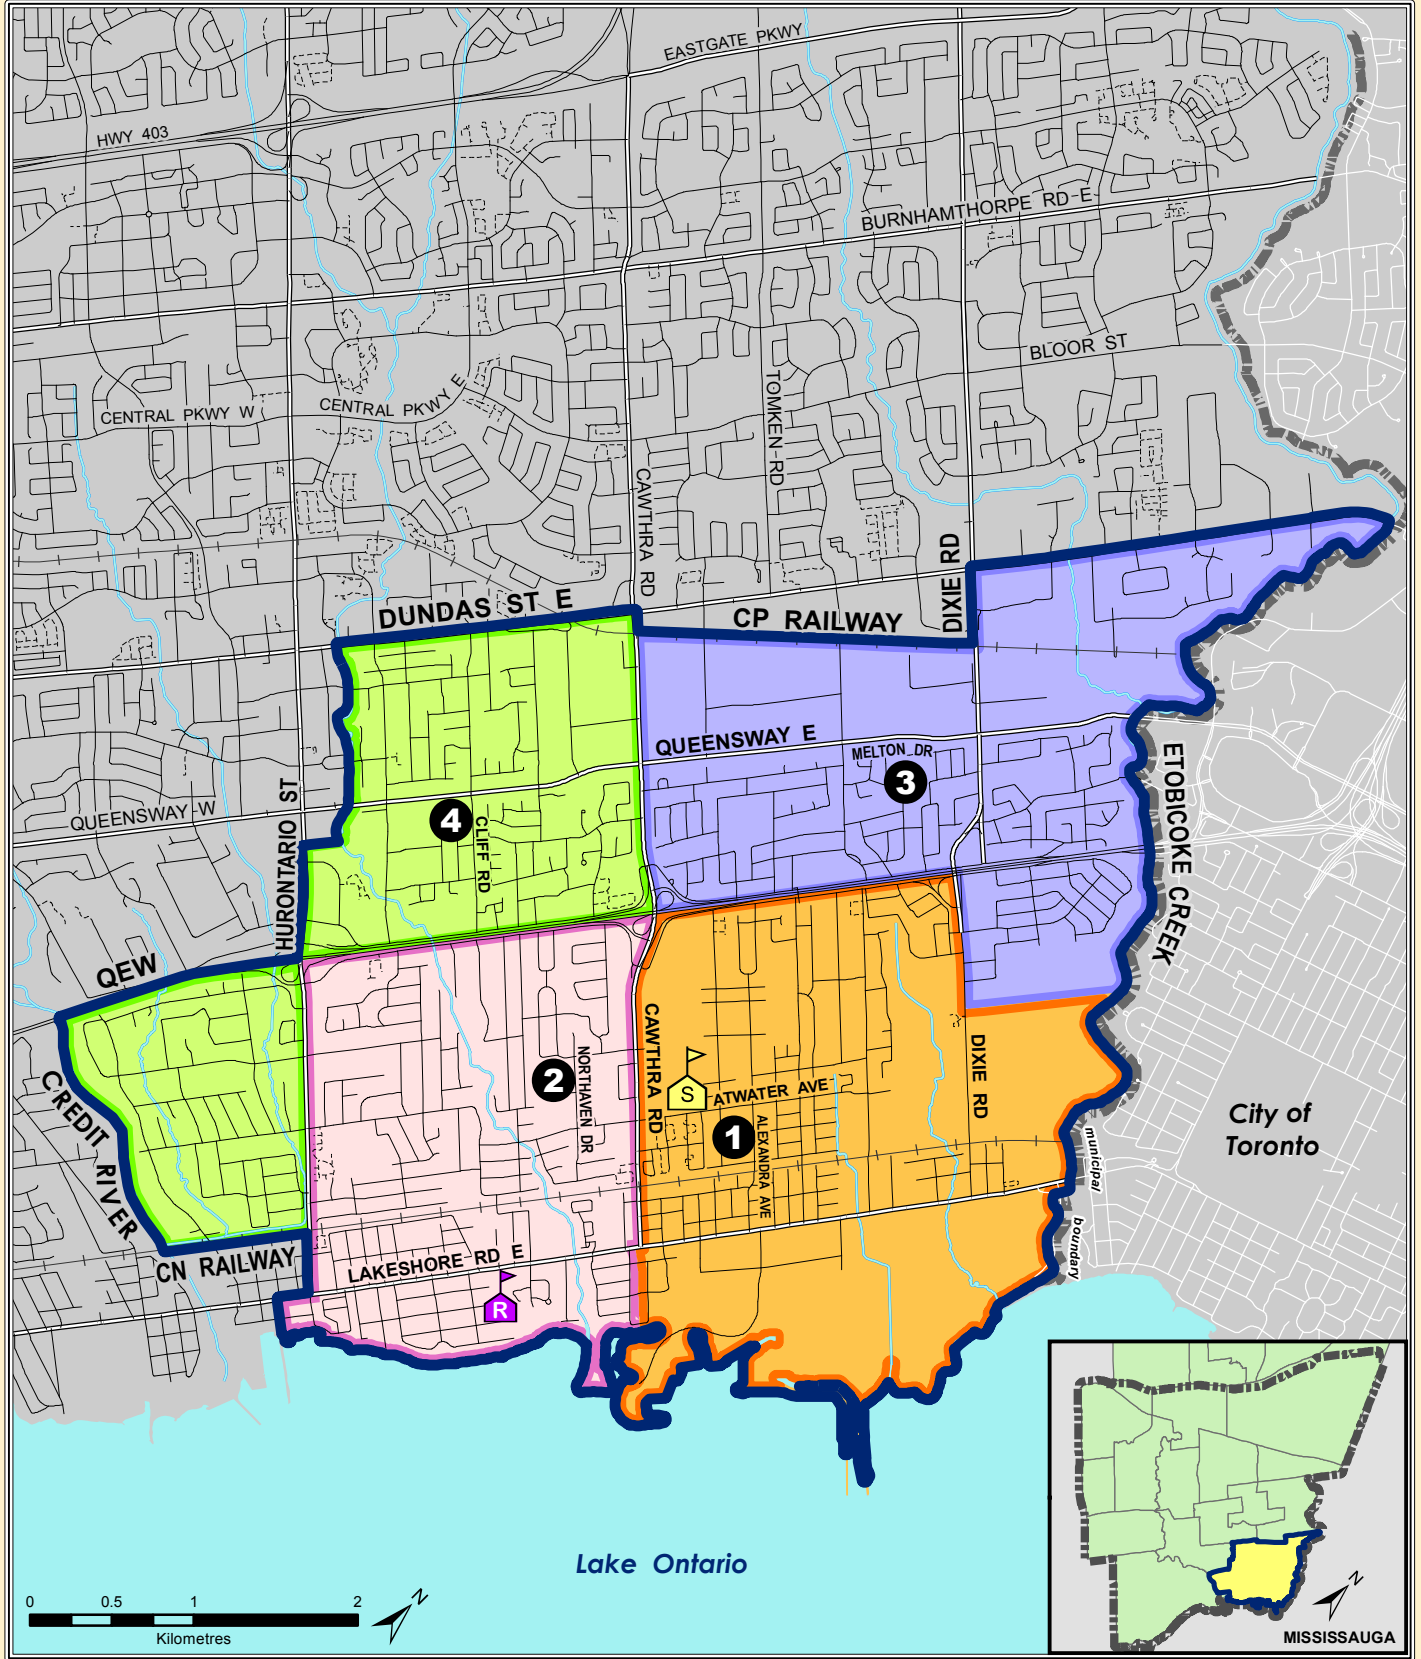 EASTGATE PKWY
HWY 403
BURNHAMTHORPE RD E
BLOOR ST
CENTRAL PKWY W
CENTRAL PKWY E
TOMKEN RD
CAWTHRA RD
DIXIE RD
DUNDAS ST E
CP RAILWAY
QUEENSWAY E
MELTON DR
3
ETOBICOKE CREEK
QUEENSWAY W
HURONTARIO ST
4
CLIFF RD
QEW
CREDIT RIVER
CN RAILWAY
2
NORTHAVEN DR
CAWTHRA RD
S
ATWATER AVE
1
ALEXANDRA AVE
DIXIE RD
City of
Toronto
municipal
boundary
LAKESHORE RD E
R
Lake Ontario
0 0.5 1 2
Kilometres
N
N
MISSISSAUGA